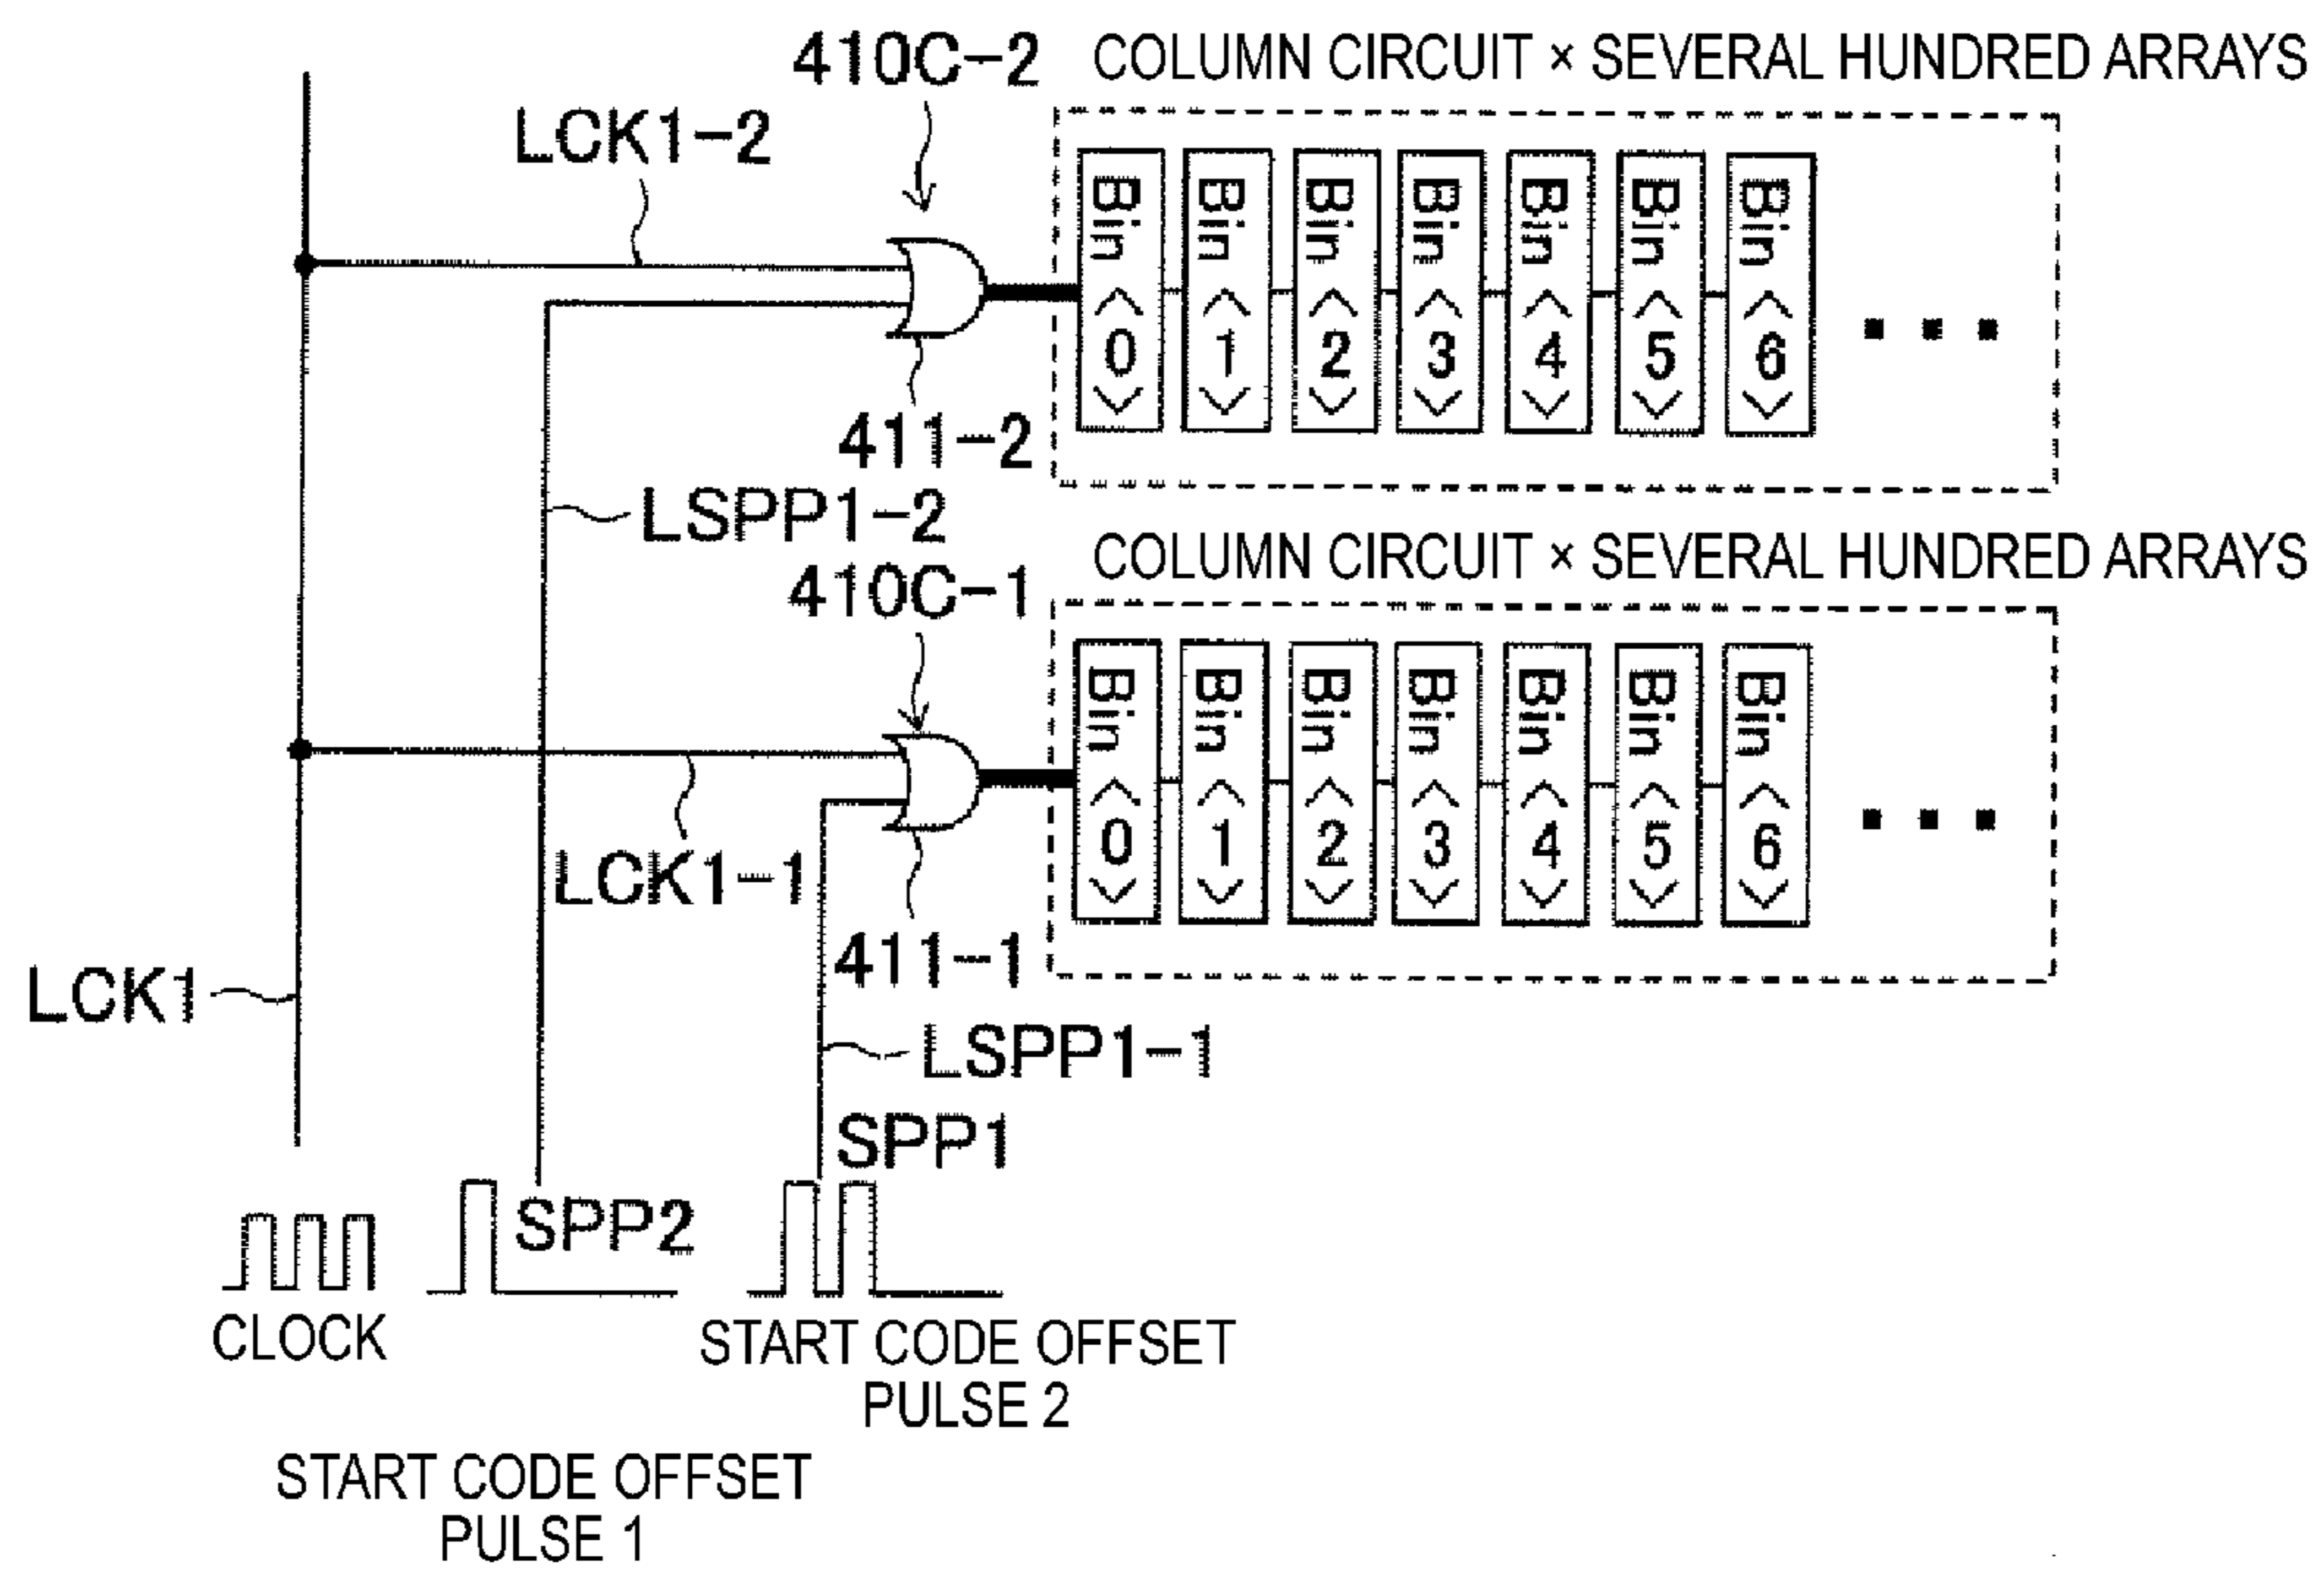 410C-2 COLUMN CIRCUIT × SEVERAL HUNDRED ARRAYS
LCK1-2
Bin <0> Bin <1> Bin <2> Bin <3> Bin <4> Bin <5> Bin <6> ▪ ▪ ▪
411-2
LSPP1-2
410C-1 COLUMN CIRCUIT × SEVERAL HUNDRED ARRAYS
Bin <0> Bin <1> Bin <2> Bin <3> Bin <4> Bin <5> Bin <6> ▪ ▪ ▪
LCK1-1
411-1
LCK1
LSPP1-1
SPP1
SPP2
CLOCK
START CODE OFFSET
PULSE 2
START CODE OFFSET
PULSE 1